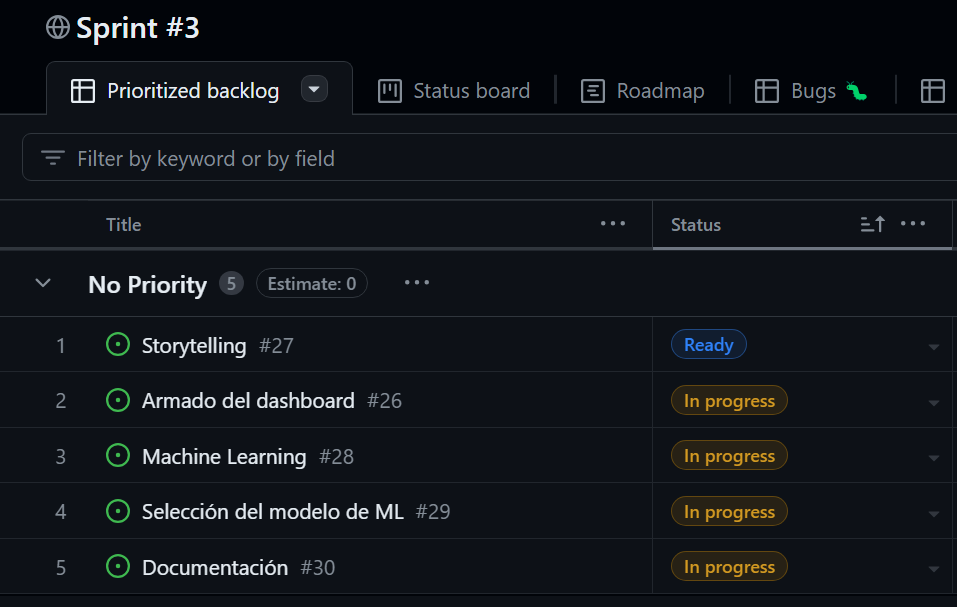 Sprint #3
Prioritized backlog Status board Roadmap Bugs
Filter by keyword or by field
Title Status
No Priority 5 Estimate: 0
1 Storytelling #27 Ready
2 Armado del dashboard #26 In progress
3 Machine Learning #28 In progress
4 Selección del modelo de ML #29 In progress
5 Documentación #30 In progress